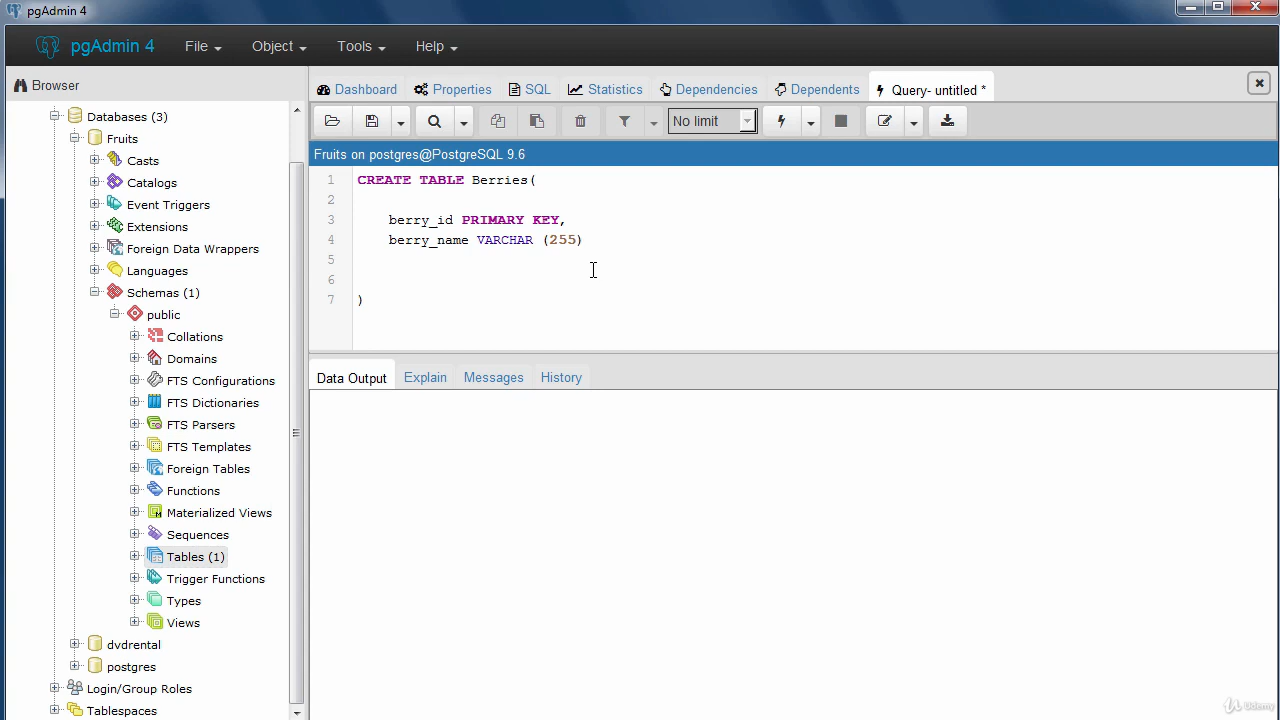 pgAdmin 4
pgAdmin 4 File Object Tools Help
Browser
Dashboard Properties SQL Statistics Dependencies Dependents Query- untitled *
No limit
Fruits on postgres@PostgreSQL 9.6
1 CREATE TABLE Berries(
2
3 berry_id PRIMARY KEY,
4 berry_name VARCHAR (255)
5
6
7 )
Data Output Explain Messages History
Databases (3)
Fruits
Casts
Catalogs
Event Triggers
Extensions
Foreign Data Wrappers
Languages
Schemas (1)
public
Collations
Domains
FTS Configurations
FTS Dictionaries
FTS Parsers
FTS Templates
Foreign Tables
Functions
Materialized Views
Sequences
Tables (1)
Trigger Functions
Types
Views
dvdrental
postgres
Login/Group Roles
Tablespaces
Udemy